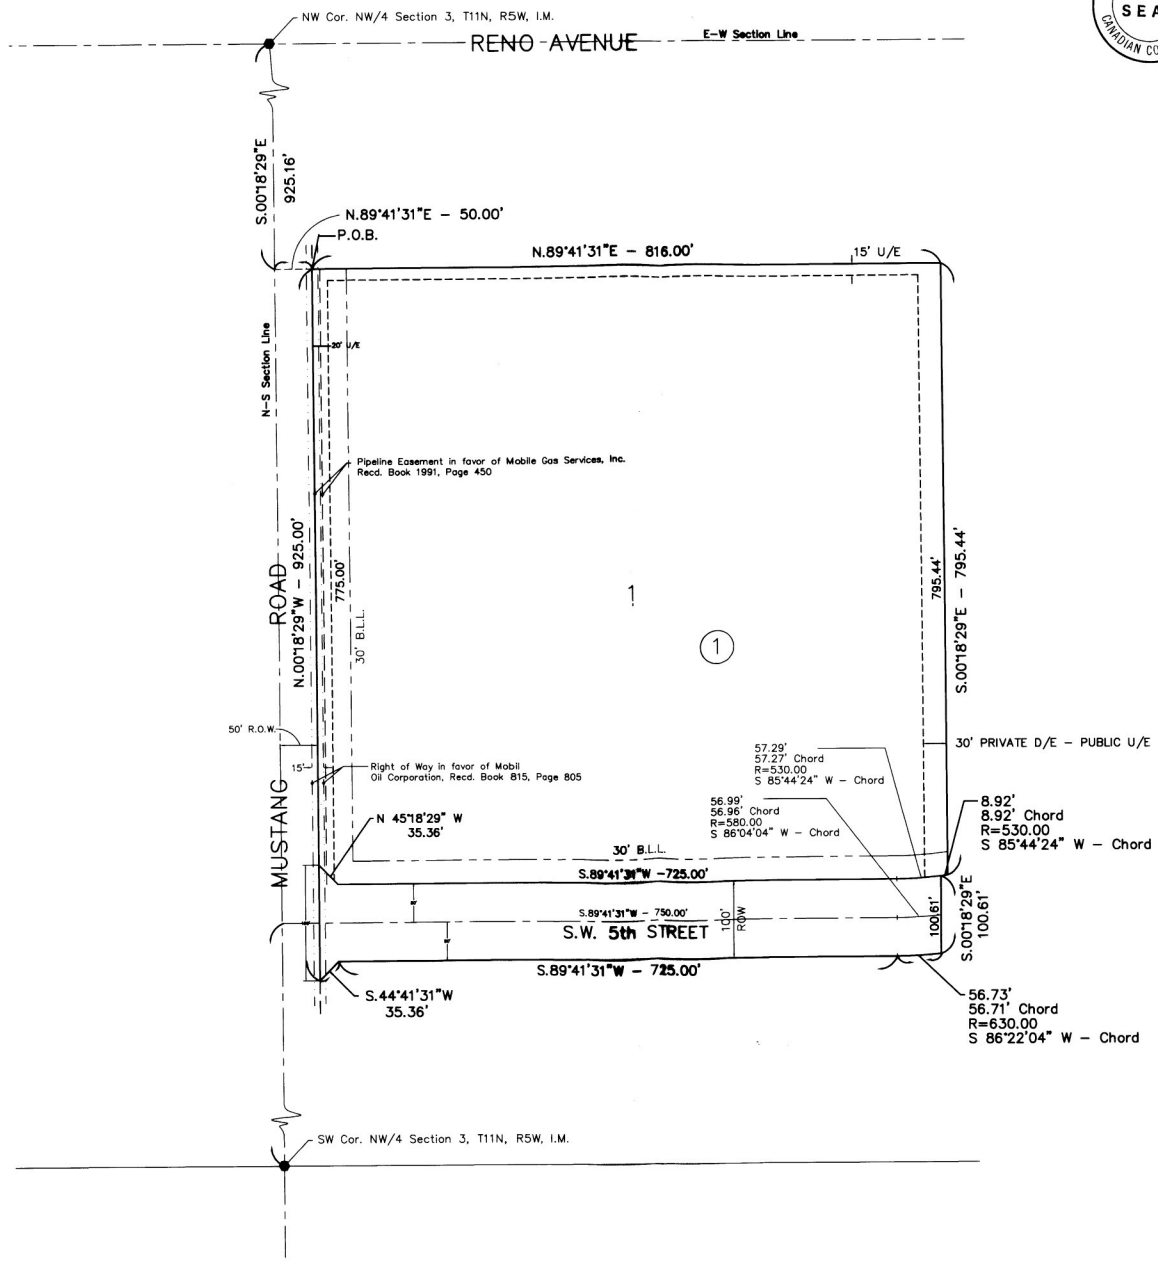 NW Cor. NW/4 Section 3, T11N, R5W, I.M.
SEA
CANADIAN CO
RENO AVENUE
E-W Section Line
S.00°18'29"E
925.16'
N.89°41'31"E - 50.00'
P.O.B.
N.89°41'31"E - 816.00'
15' U/E
20' U/E
N-S Section Line
Pipeline Easement in favor of Mobile Gas Services, Inc.
Recd. Book 1991, Page 450
N.00°18'29"W - 925.00'
775.00'
30' B.L.L.
MUSTANG ROAD
1
1
795.44'
S.00°18'29"E - 795.44'
50' R.O.W.
15'
Right of Way in favor of Mobil
Oil Corporation, Recd. Book 815, Page 805
30' PRIVATE D/E - PUBLIC U/E
57.29'
57.27' Chord
R=530.00
S 85°44'24" W - Chord
56.99'
56.96' Chord
R=580.00
S 86°04'04" W - Chord
8.92'
8.92' Chord
R=530.00
S 85°44'24" W - Chord
N 45°18'29" W
35.36'
30' B.L.L.
S.89°41'31"W -725.00'
S.89°41'31"W - 750.00'
S.W. 5th STREET
100'
ROW
100.61'
S.00°18'29"E
100.61'
S.89°41'31"W - 725.00'
S.44°41'31"W
35.36'
56.73'
56.71' Chord
R=630.00
S 86°22'04" W - Chord
SW Cor. NW/4 Section 3, T11N, R5W, I.M.